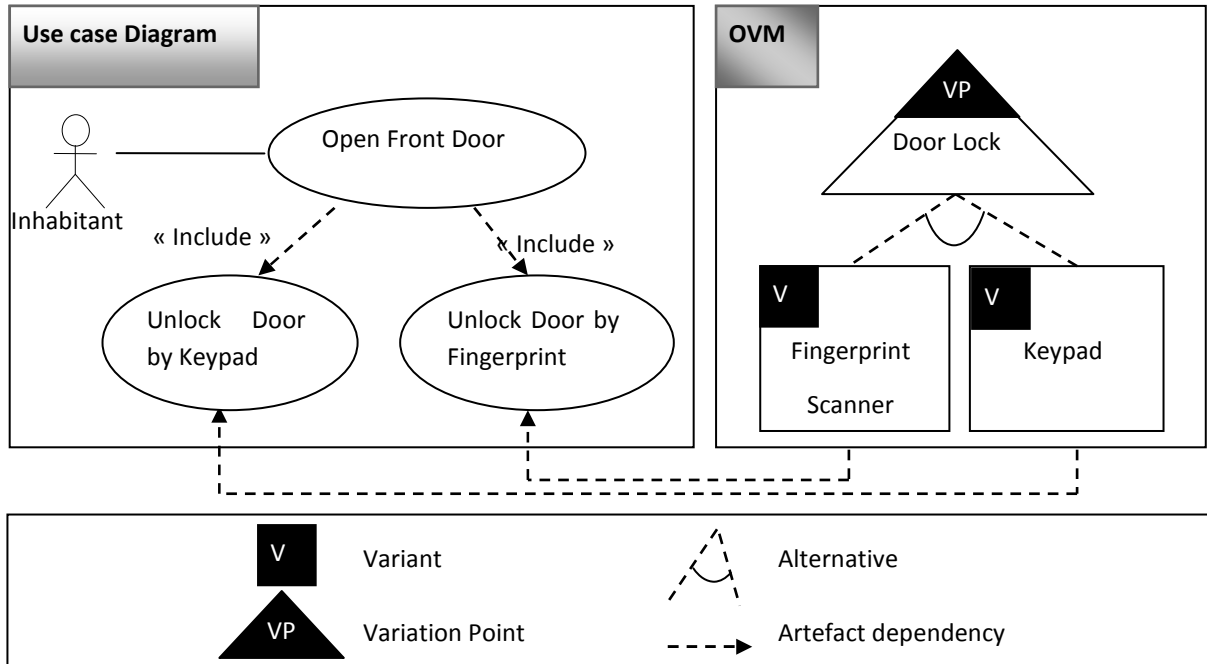 Use case Diagram
Open Front Door
Inhabitant
« Include »
« Include »
Unlock Door
by Keypad
Unlock Door by
Fingerprint
OVM
VP
Door Lock
V
Fingerprint
Scanner
V
Keypad
V
Variant
Alternative
VP
Variation Point
Artefact dependency